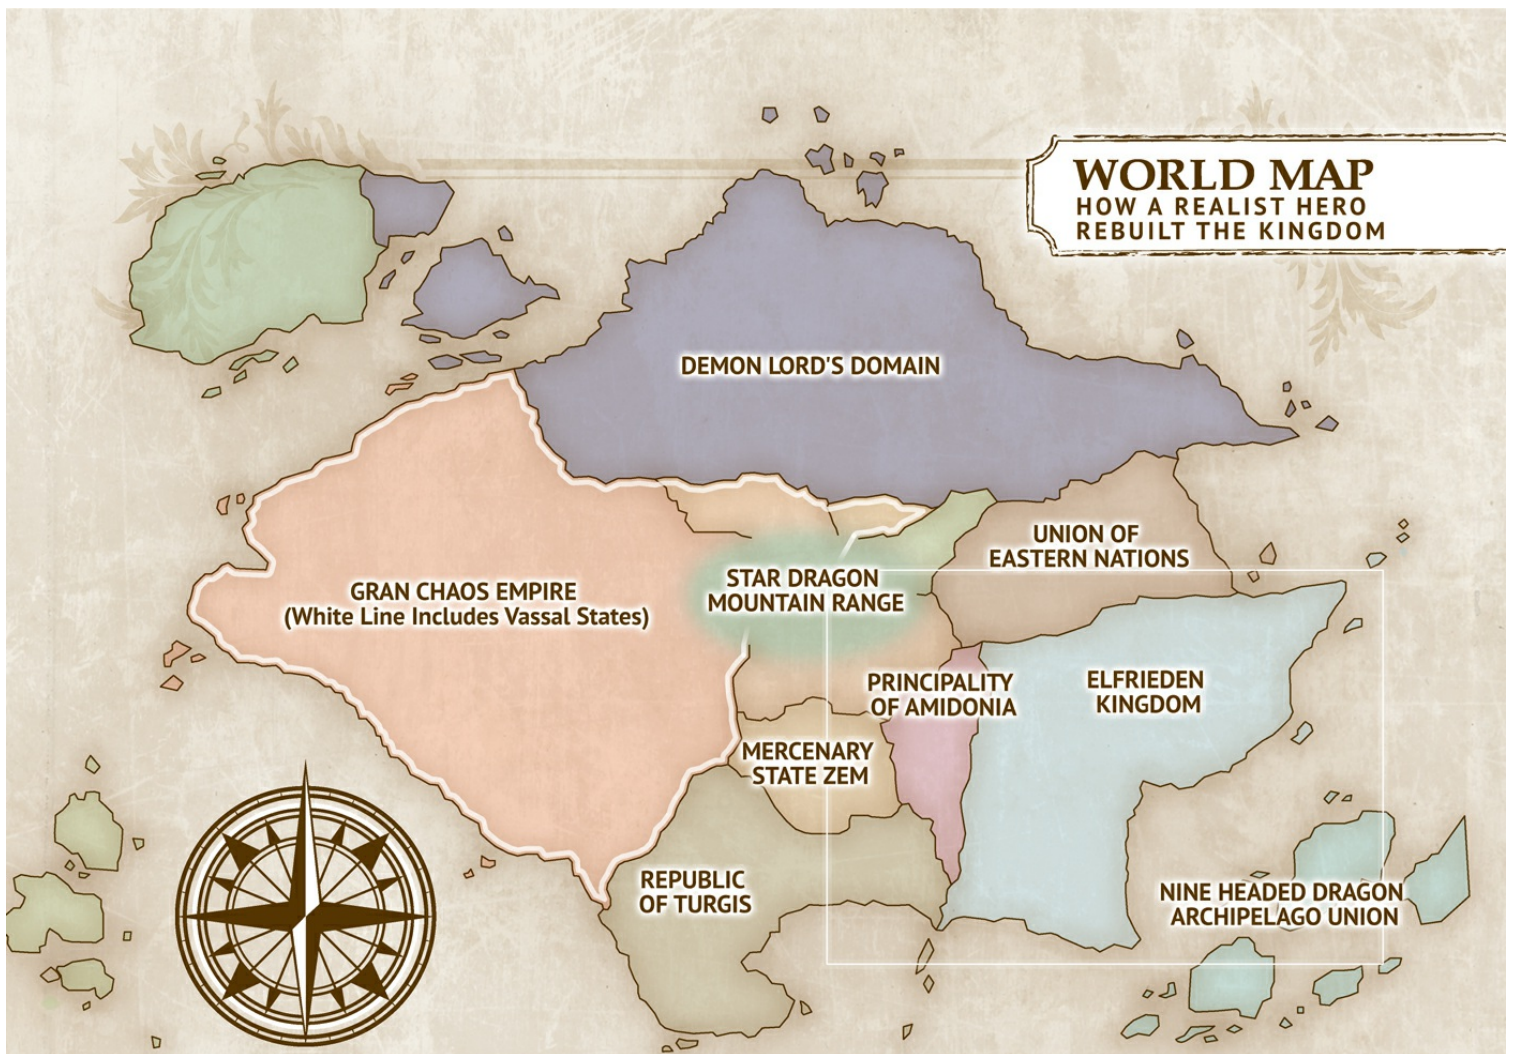 WORLD MAP
HOW A REALIST HERO
REBUILT THE KINGDOM
DEMON LORD'S DOMAIN
UNION OF
EASTERN NATIONS
STAR DRAGON
MOUNTAIN RANGE
GRAN CHAOS EMPIRE
(White Line Includes Vassal States)
PRINCIPALITY
OF AMIDONIA
ELFRIEDEN
KINGDOM
MERCENARY
STATE ZEM
REPUBLIC
OF TURGIS
NINE HEADED DRAGON
ARCHIPELAGO UNION